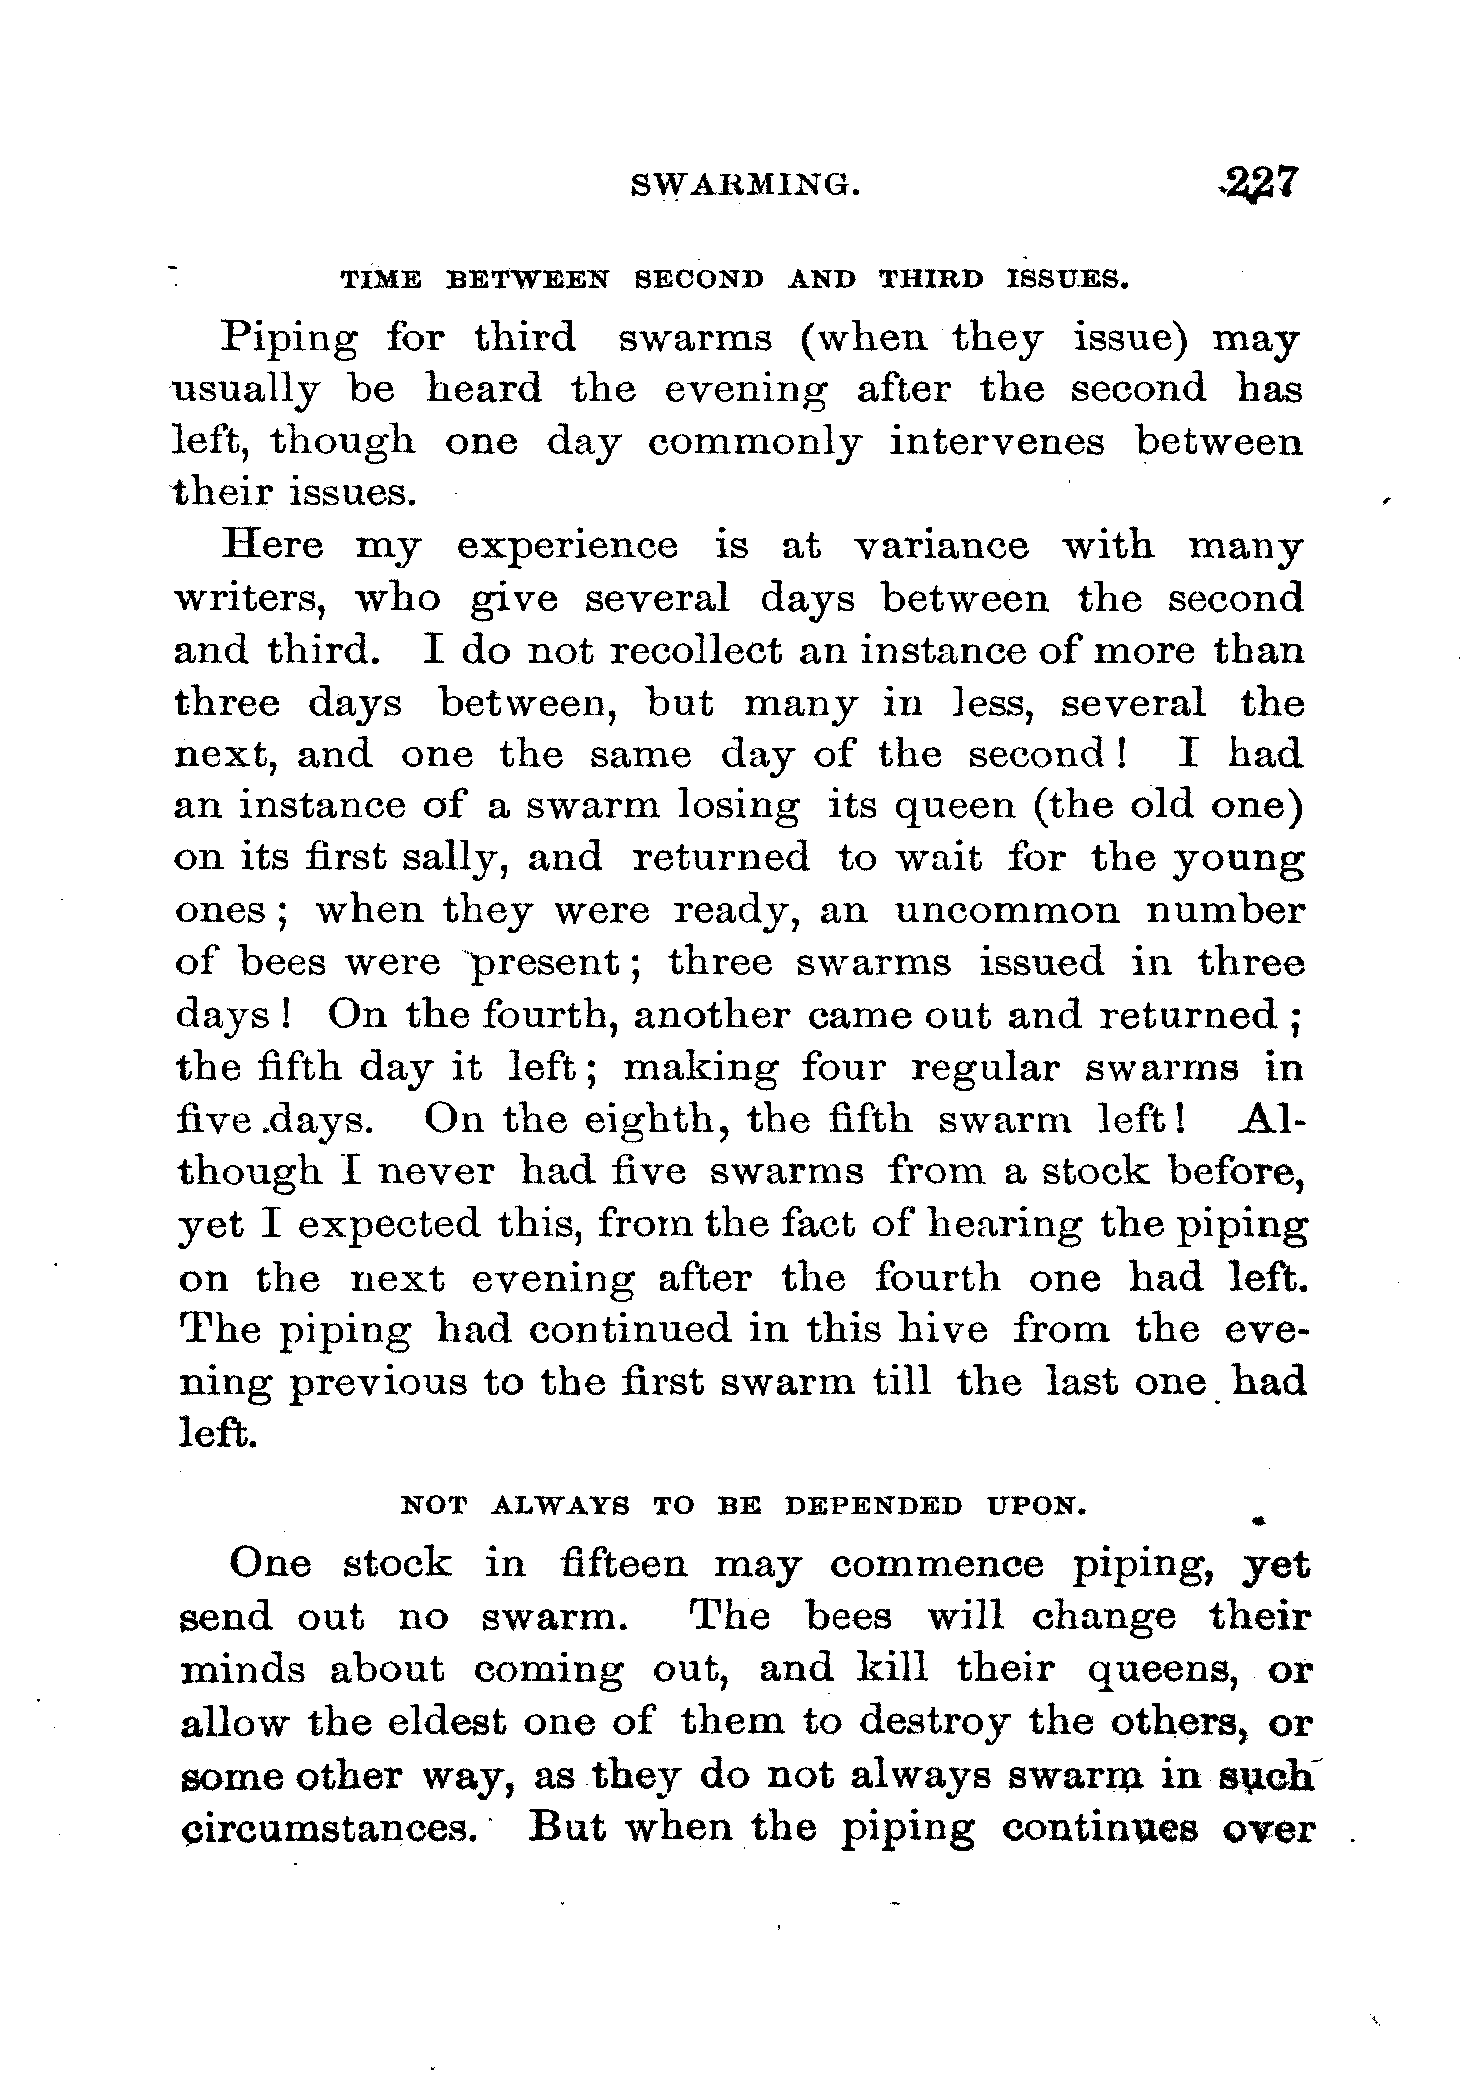 SWARMING. 227
TIME BETWEEN SECOND AND THIRD ISSUES.
Piping for third swarms (when they issue) may
usually be heard the evening after the second has
left, though one day commonly intervenes between
their issues.
Here my experience is at variance with many
writers, who give several days between the second
and third. I do not recollect an instance of more than
three days between, but many in less, several the
next, and one the same day of the second! I had
an instance of a swarm losing its queen (the old one)
on its first sally, and returned to wait for the young
ones; when they were ready, an uncommon number
of bees were present; three swarms issued in three
days! On the fourth, another came out and returned;
the fifth day it left; making four regular swarms in
five days. On the eighth, the fifth swarm left! Al-
though I never had five swarms from a stock before,
yet I expected this, from the fact of hearing the piping
on the next evening after the fourth one had left.
The piping had continued in this hive from the eve-
ning previous to the first swarm till the last one had
left.
NOT ALWAYS TO BE DEPENDED UPON.
One stock in fifteen may commence piping, yet
send out no swarm. The bees will change their
minds about coming out, and kill their queens, or
allow the eldest one of them to destroy the others, or
some other way, as they do not always swarm in such
circumstances. But when the piping continues over